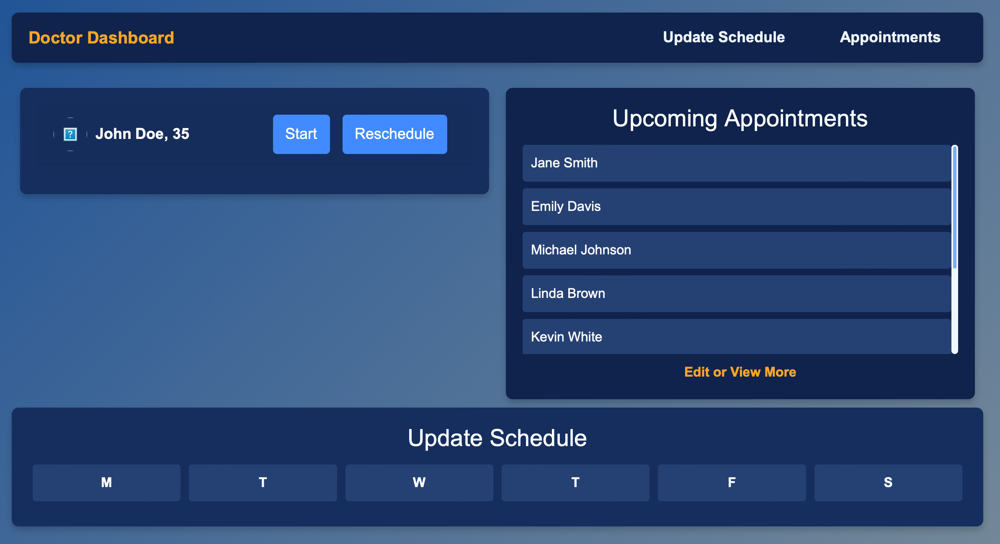 Doctor Dashboard
Update Schedule
Appointments
?
John Doe, 35
Start
Reschedule
Upcoming Appointments
Jane Smith
Emily Davis
Michael Johnson
Linda Brown
Kevin White
Edit or View More
Update Schedule
M
T
W
T
F
S